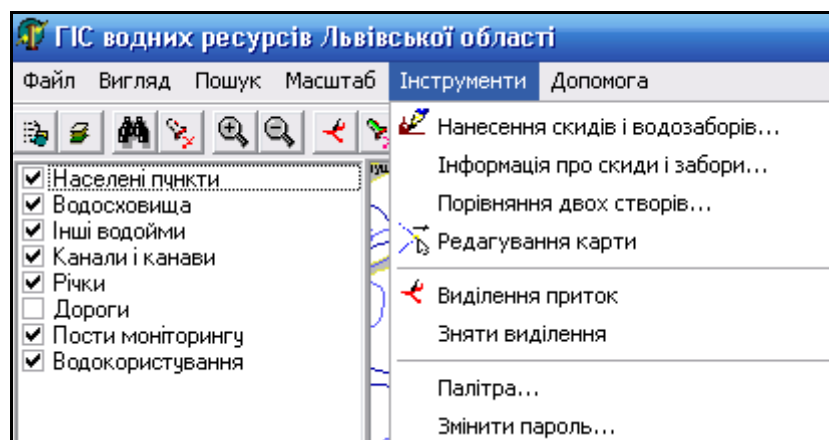 ГІС водних ресурсів Львівської області
Файл Вигляд Пошук Масштаб Інструменти Допомога
Нанесення скидів і водозаборів...
Інформація про скиди і забори...
Порівняння двох створів...
Редагування карти
Виділення приток
Зняти виділення
Палітра...
Змінити пароль...
Населені пункти
Водосховища
Інші водойми
Канали і канави
Річки
Дороги
Пости моніторингу
Водокористування